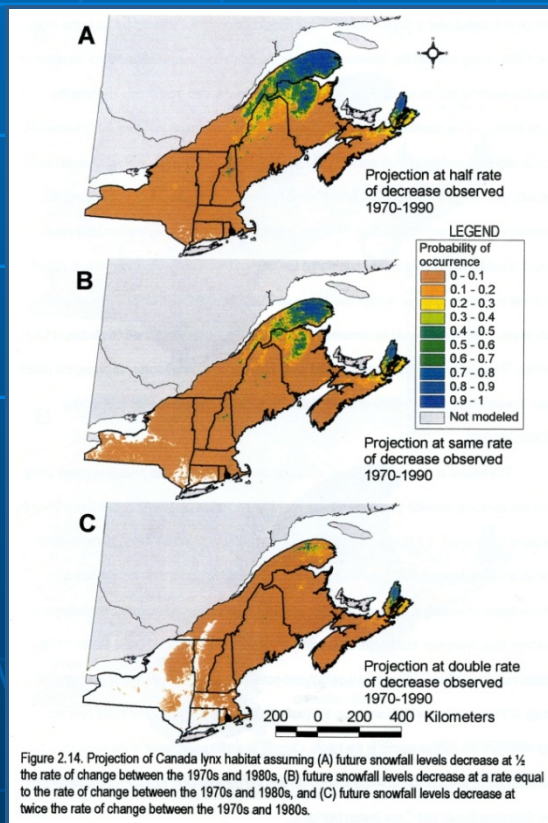 A
Projection at half rate
of decrease observed
1970-1990
LEGEND
Probability of
occurrence
0 - 0.1
0.1 - 0.2
0.2 - 0.3
0.3 - 0.4
0.4 - 0.5
0.5 - 0.6
0.6 - 0.7
0.7 - 0.8
0.8 - 0.9
0.9 - 1
Not modeled
B
Projection at same rate
of decrease observed
1970-1990
C
Projection at double rate
of decrease observed
1970-1990
200 0 200 400 Kilometers
Figure 2.14. Projection of Canada lynx habitat assuming (A) future snowfall levels decrease at ½
the rate of change between the 1970s and 1980s, (B) future snowfall levels decrease at a rate equal
to the rate of change between the 1970s and 1980s, and (C) future snowfall levels decrease at
twice the rate of change between the 1970s and 1980s.